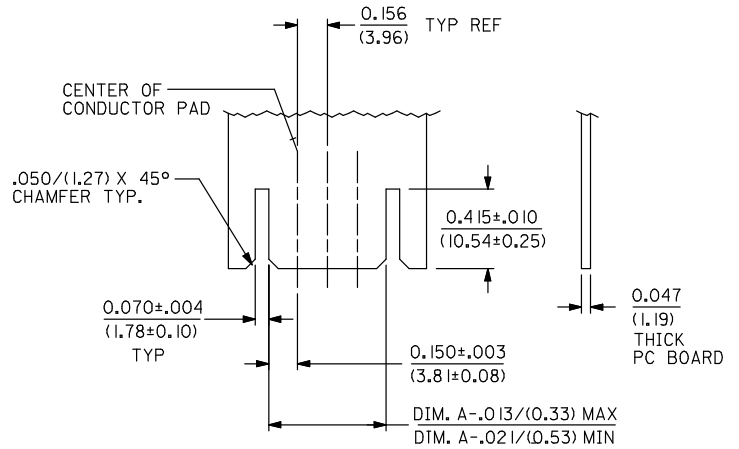 0.156
(3.96)
TYP REF
CENTER OF
CONDUCTOR PAD
.050/(1.27) X 45°
CHAMFER TYP.
0.415±.010
(10.54±0.25)
0.070±.004
(1.78±0.10)
TYP
0.047
(1.19)
THICK
PC BOARD
0.150±.003
(3.81±0.08)
DIM. A-.013/(0.33) MAX
DTM. A-.021/(0.53) MIN